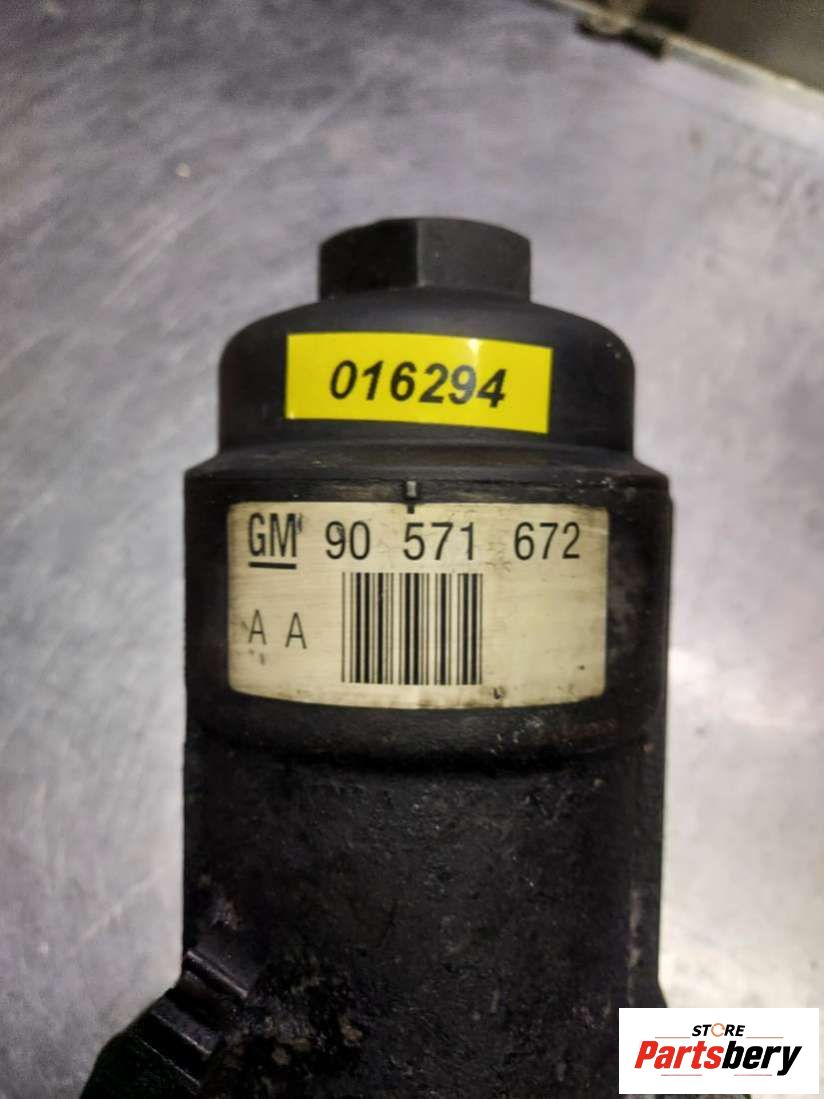 016294
GM 90 571 672
A A
STORE
Partsbery